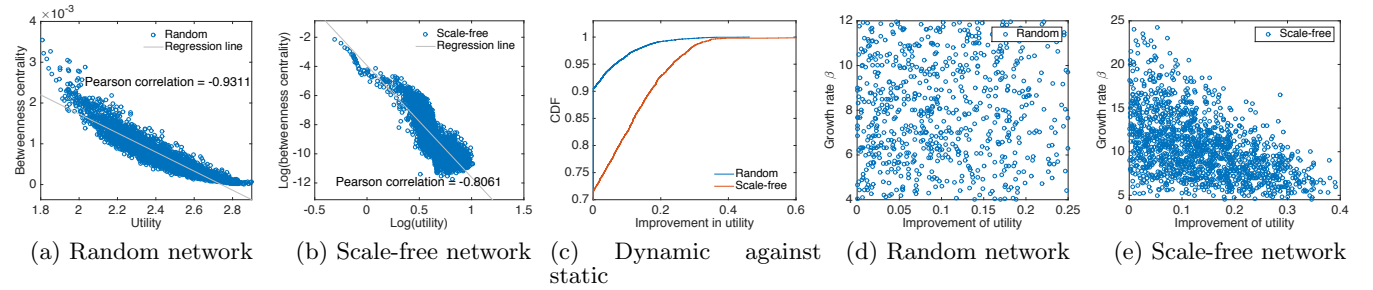 ×10⁻³
4
3
2
1
0
Betweenness centrality
Random
Regression line
Pearson correlation = -0.9311
1.8 2 2.2 2.4 2.6 2.8
Utility
(a) Random network
-2
-4
-6
-8
-10
-12
Log(betweenness centrality)
Scale-free
Regression line
Pearson correlation = -0.8061
-0.5 0 0.5 1 1.5
Log(utility)
(b) Scale-free network
1
0.95
0.9
0.85
0.8
0.75
0.7
CDF
Random
Scale-free
0 0.2 0.4 0.6
Improvement in utility
(c) Dynamic against
static
12
10
8
6
4
Growth rate β
Random
0 0.05 0.1 0.15 0.2 0.25
Improvement of utility
(d) Random network
25
20
15
10
5
Growth rate β
Scale-free
0 0.1 0.2 0.3 0.4
Improvement of utility
(e) Scale-free network